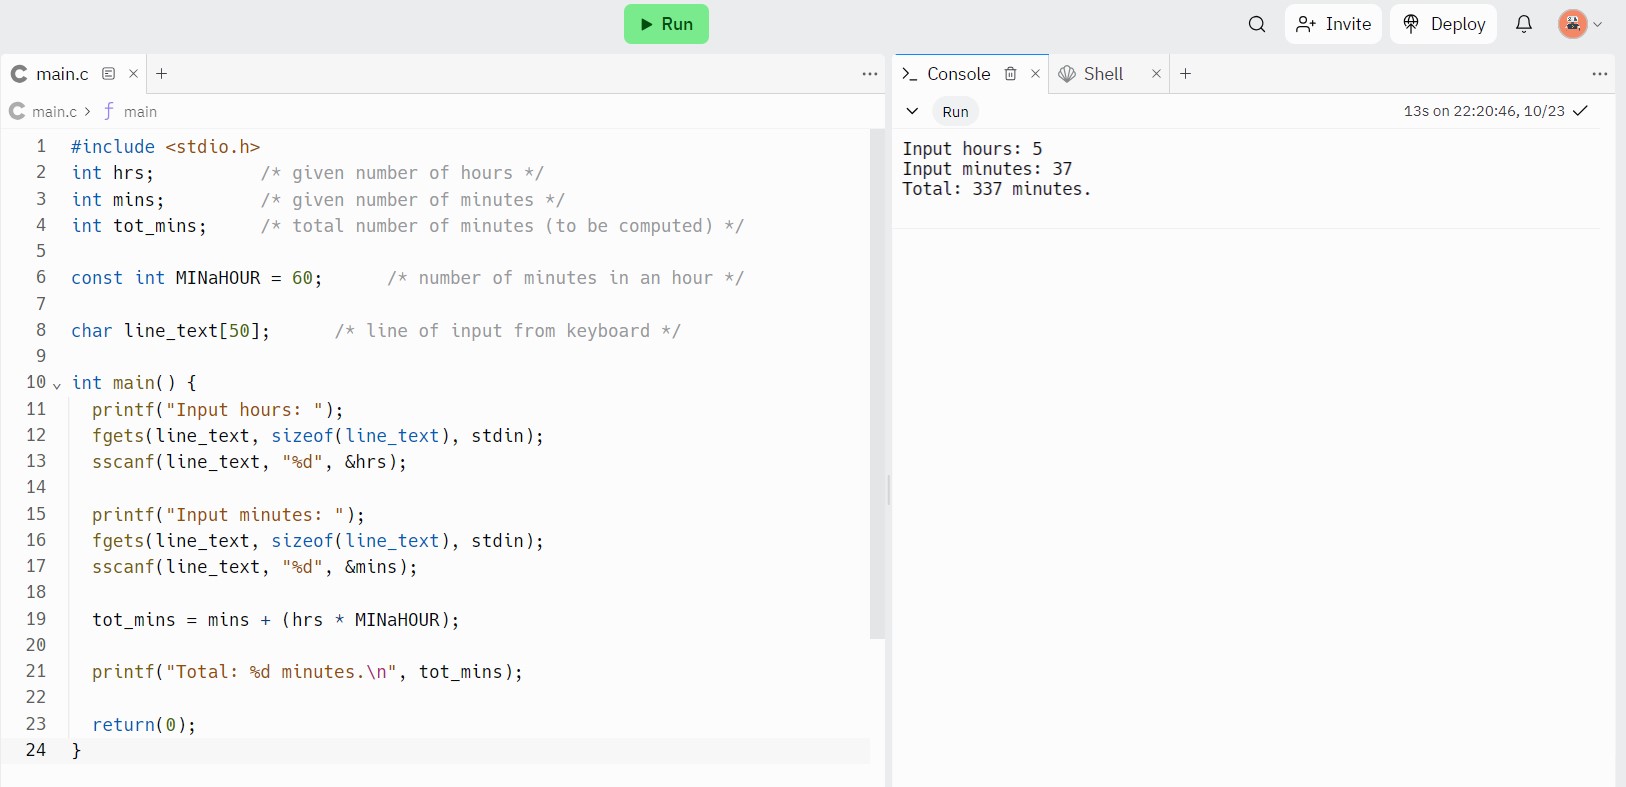 Run
Invite
Deploy
main.c
main.c > f main
1 #include <stdio.h>
2 int hrs;          /* given number of hours */
3 int mins;         /* given number of minutes */
4 int tot_mins;     /* total number of minutes (to be computed) */
5
6 const int MINaHOUR = 60;      /* number of minutes in an hour */
7
8 char line_text[50];      /* line of input from keyboard */
9
10 int main() {
11   printf("Input hours: ");
12   fgets(line_text, sizeof(line_text), stdin);
13   sscanf(line_text, "%d", &hrs);
14
15   printf("Input minutes: ");
16   fgets(line_text, sizeof(line_text), stdin);
17   sscanf(line_text, "%d", &mins);
18
19   tot_mins = mins + (hrs * MINaHOUR);
20
21   printf("Total: %d minutes.\n", tot_mins);
22
23   return(0);
24 }
Console
Shell
Run
13s on 22:20:46, 10/23
Input hours: 5
Input minutes: 37
Total: 337 minutes.